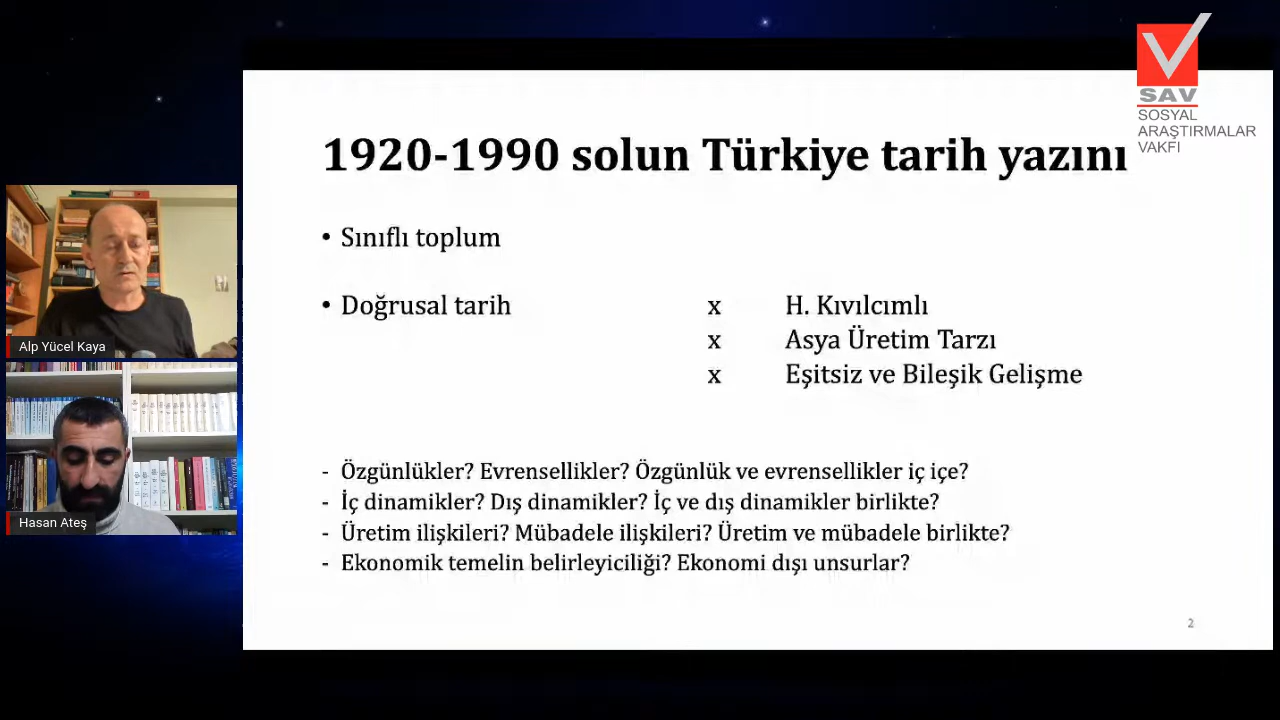 SAV
SOSYAL
ARAŞTIRMALAR
VAKFI
1920-1990 solun Türkiye tarih yazını
• Sınıflı toplum
• Doğrusal tarih x H. Kıvılcımlı
x Asya Üretim Tarzı
x Eşitsiz ve Bileşik Gelişme
- Özgünlükler? Evrensellikler? Özgünlük ve evrensellikler iç içe?
- İç dinamikler? Dış dinamikler? İç ve dış dinamikler birlikte?
- Üretim ilişkileri? Mübadele ilişkileri? Üretim ve mübadele birlikte?
- Ekonomik temelin belirleyiciliği? Ekonomi dışı unsurlar?
2
Alp Yücel Kaya
Hasan Ateş